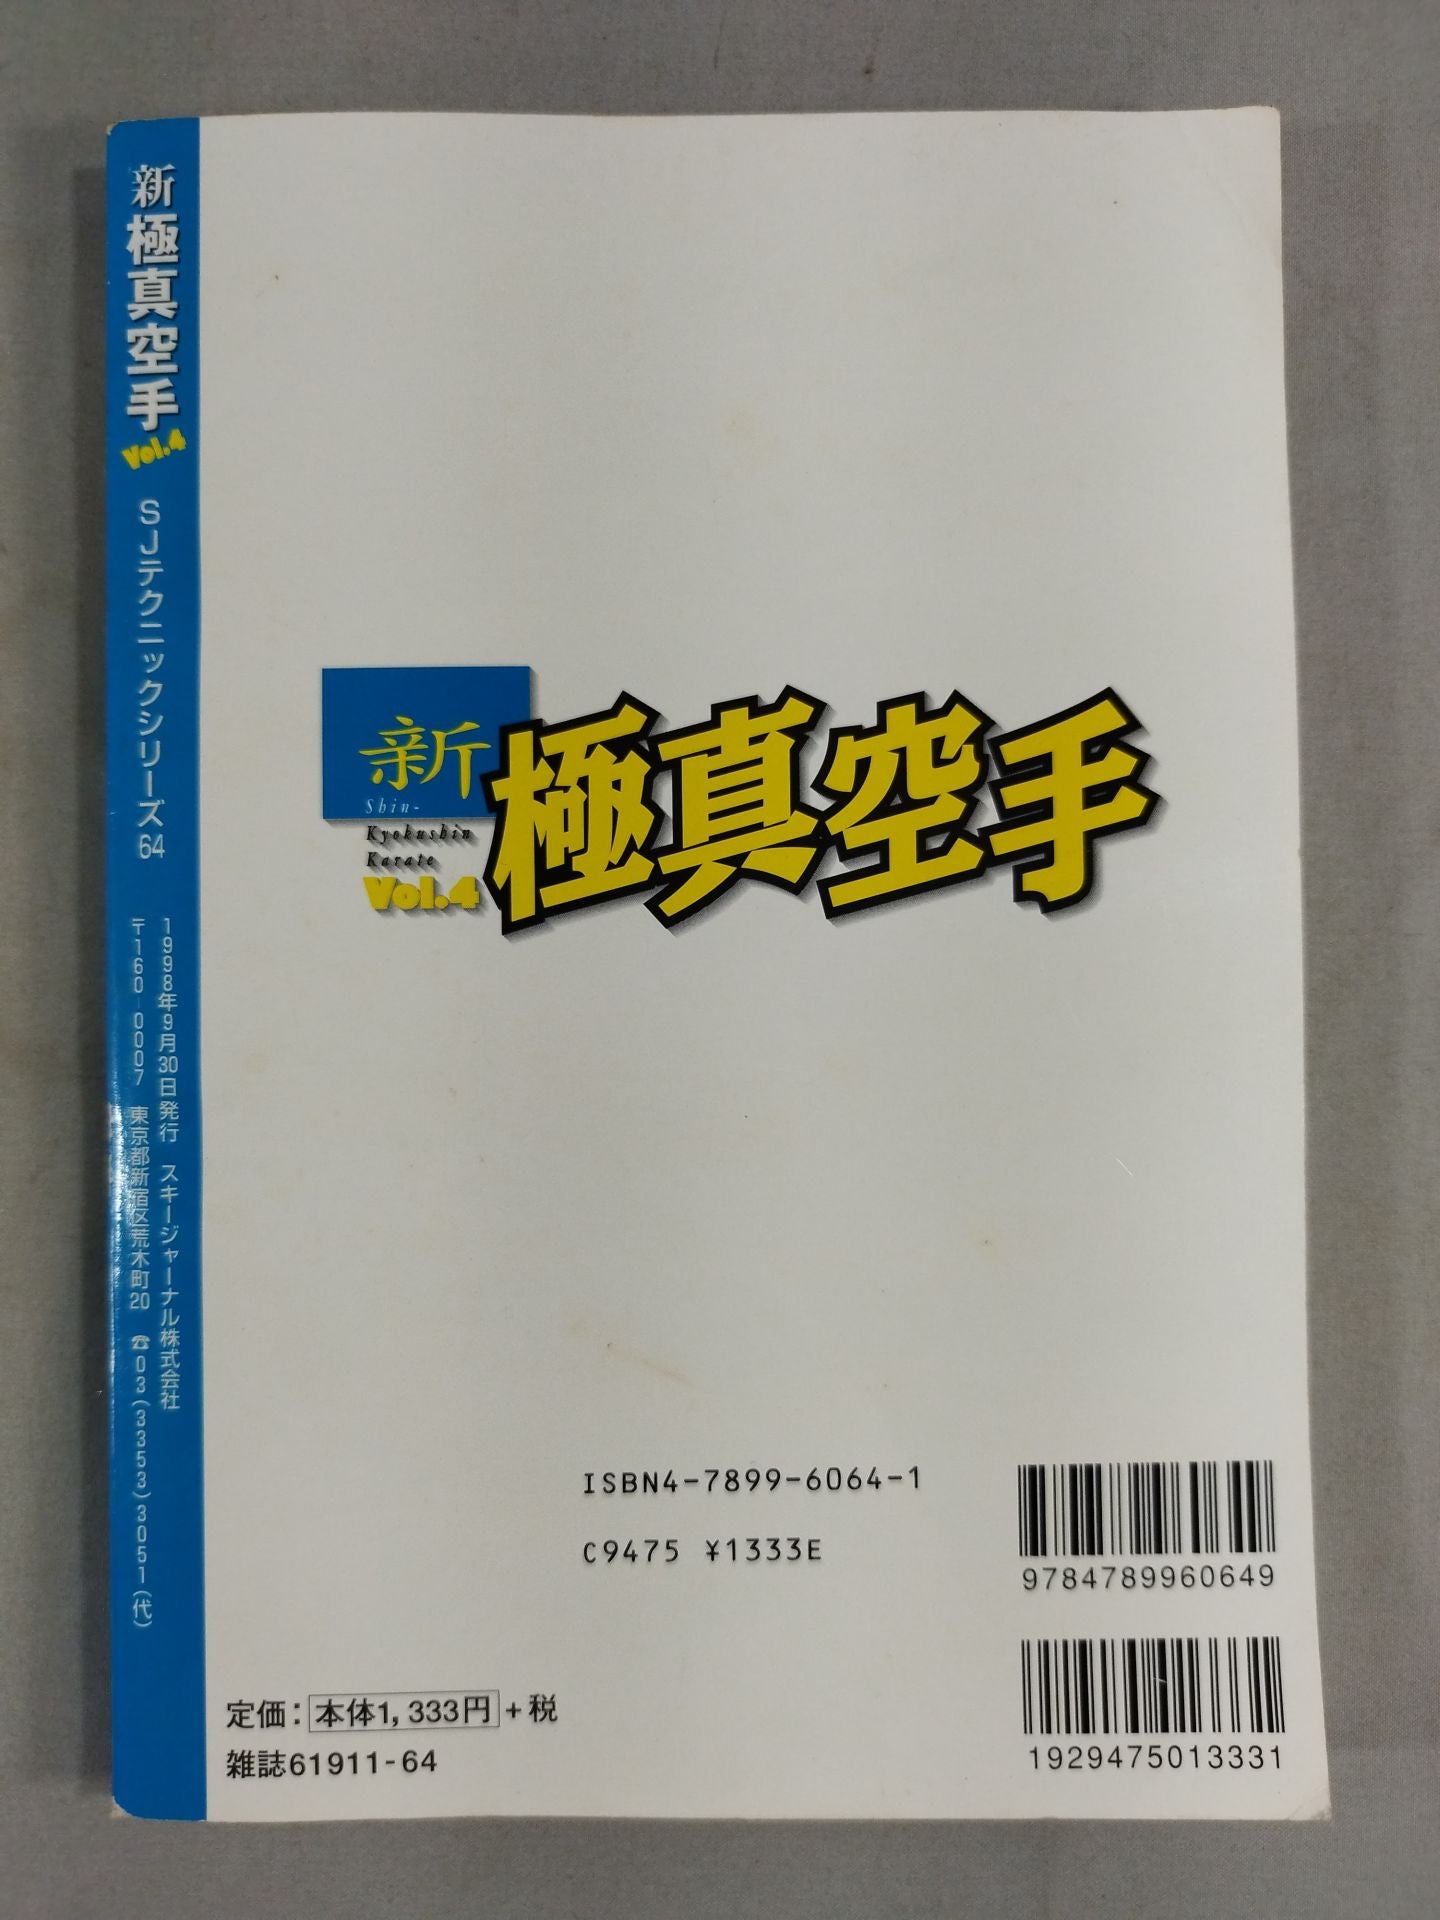 新極真空手
Vol.4
SJテクニックシリーズ64
1998年9月30日発行 スキージャーナル株式会社
〒160-0007 東京都新宿区荒木町20 ☎03(3353)3051(代)
新極真空手
Shin-
Kyokushin
Karate
Vol.4
ISBN4-7899-6064-1
C9475 ¥1333E
9784789960649
1929475013331
定価:本体1,333円+税
雑誌61911-64